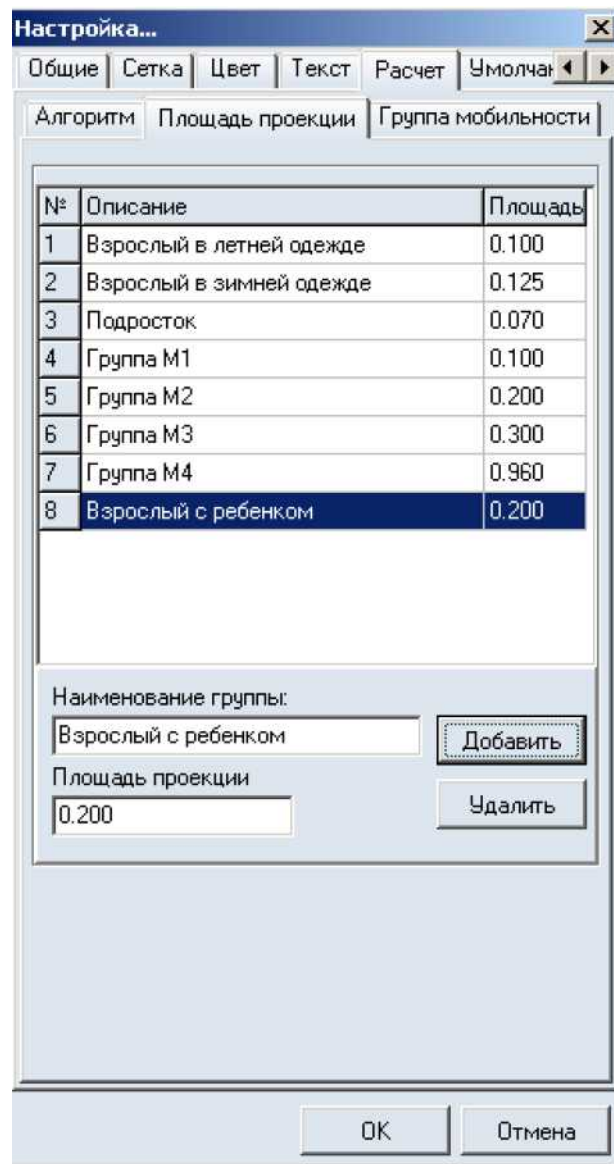 Настройка...
Общие Сетка Цвет Текст Расчет Умолчан
Алгоритм Площадь проекции Группа мобильности
№ Описание Площадь
1 Взрослый в летней одежде 0.100
2 Взрослый в зимней одежде 0.125
3 Подросток 0.070
4 Группа М1 0.100
5 Группа М2 0.200
6 Группа М3 0.300
7 Группа М4 0.960
8 Взрослый с ребенком 0.200
Наименование группы:
Взрослый с ребенком Добавить
Площадь проекции
0.200 Удалить
OK Отмена